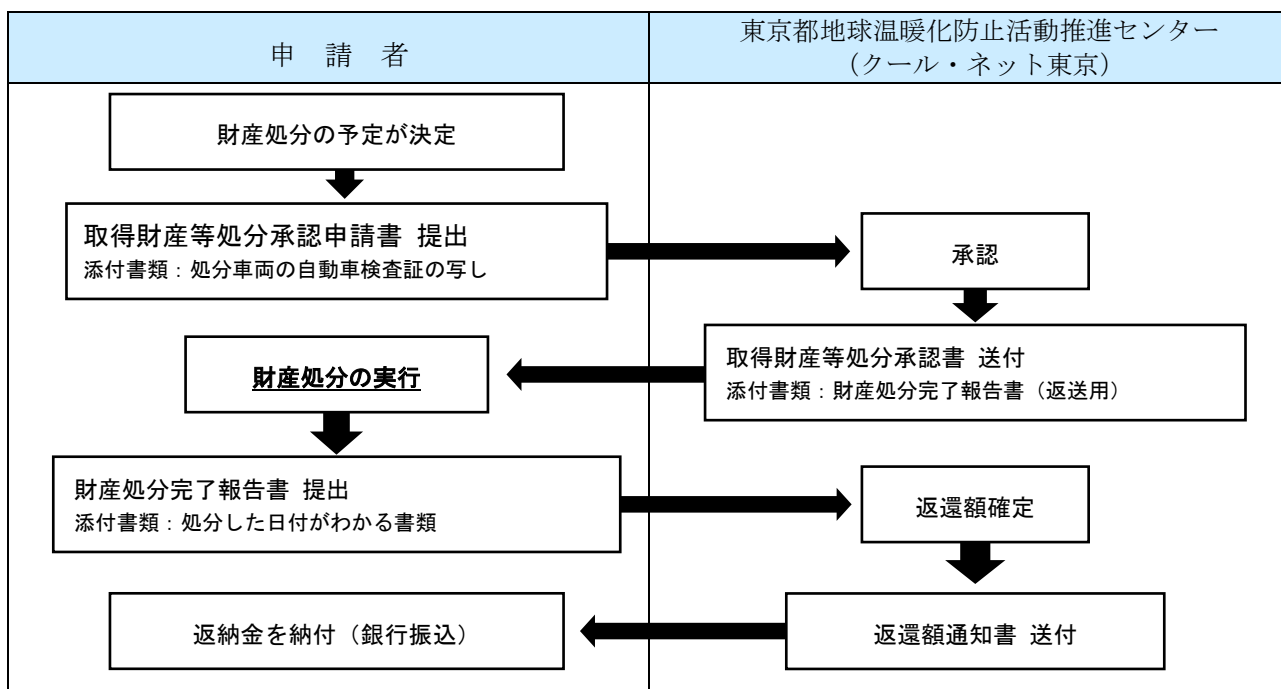 申　請　者
東京都地球温暖化防止活動推進センター
（クール・ネット東京）
財産処分の予定が決定
取得財産等処分承認申請書 提出
添付書類：処分車両の自動車検査証の写し
承認
取得財産等処分承認書 送付
添付書類：財産処分完了報告書（返送用）
財産処分の実行
財産処分完了報告書 提出
添付書類：処分した日付がわかる書類
返還額確定
返還額通知書 送付
返納金を納付（銀行振込）